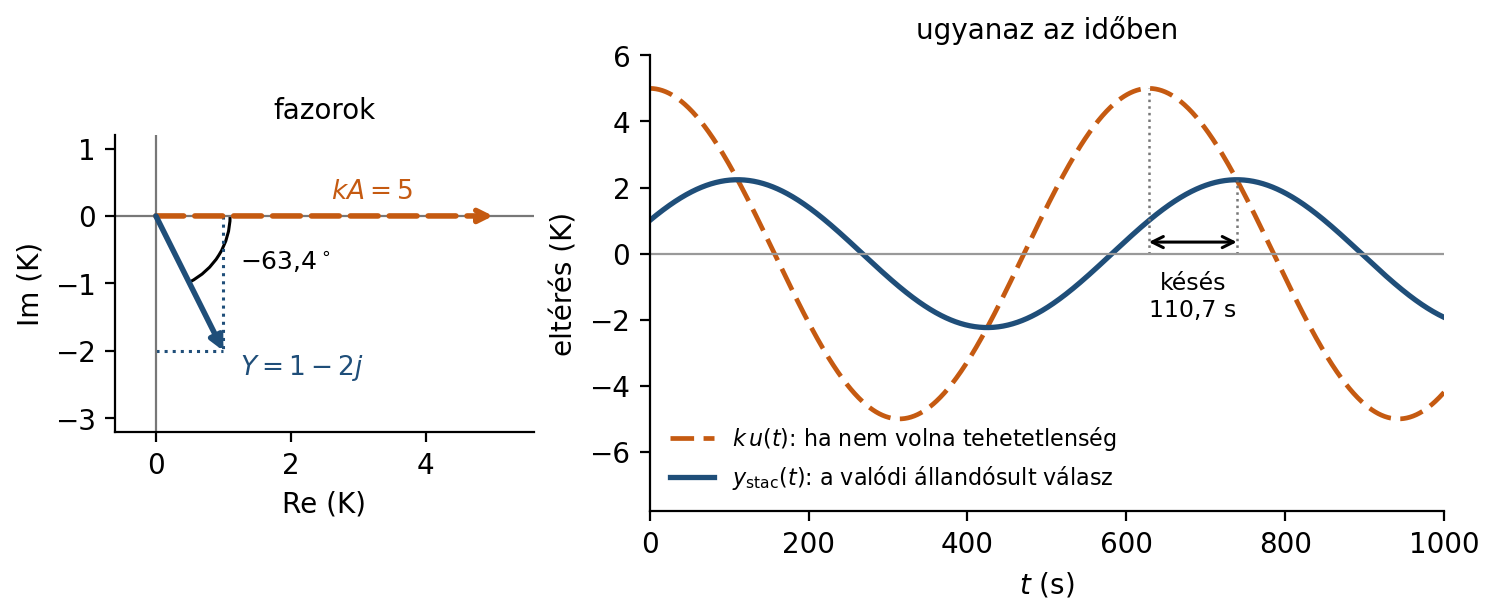 fazorok
1
0
−1
−2
−3
Im (K)
kA = 5
−63,4°
Y = 1 − 2j
0 2 4
Re (K)
ugyanaz az időben
6
4
2
0
−2
−4
−6
eltérés (K)
késés
110,7 s
k u(t): ha nem volna tehetetlenség
y_stac(t): a valódi állandósult válasz
0 200 400 600 800 1000
t (s)